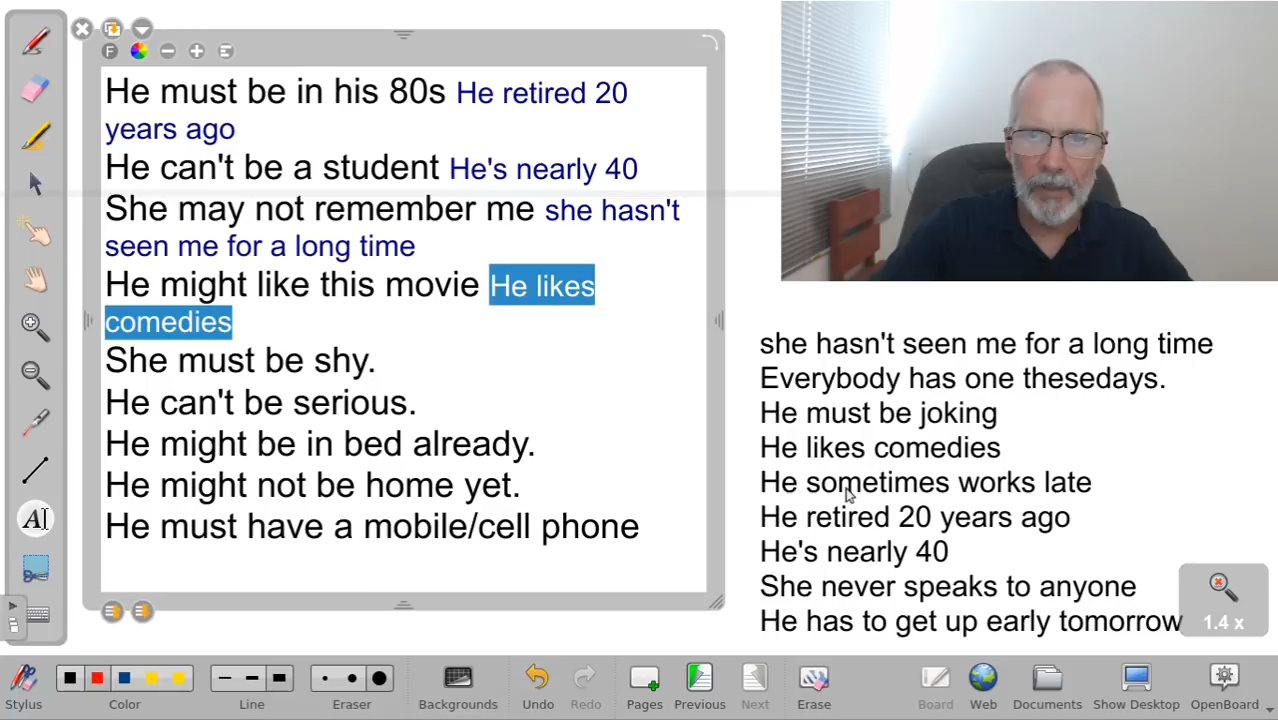 He must be in his 80s He retired 20
years ago
He can't be a student He's nearly 40
She may not remember me she hasn't
seen me for a long time
He might like this movie He likes
comedies
She must be shy.
He can't be serious.
He might be in bed already.
He might not be home yet.
He must have a mobile/cell phone
she hasn't seen me for a long time
Everybody has one thesedays.
He must be joking
He likes comedies
He sometimes works late
He retired 20 years ago
He's nearly 40
She never speaks to anyone
He has to get up early tomorrow
1.4 x
F
A
Stylus
Color
Line
Eraser
Backgrounds
Undo
Redo
Pages
Previous
Next
Erase
Board
Web
Documents
Show Desktop
OpenBoard